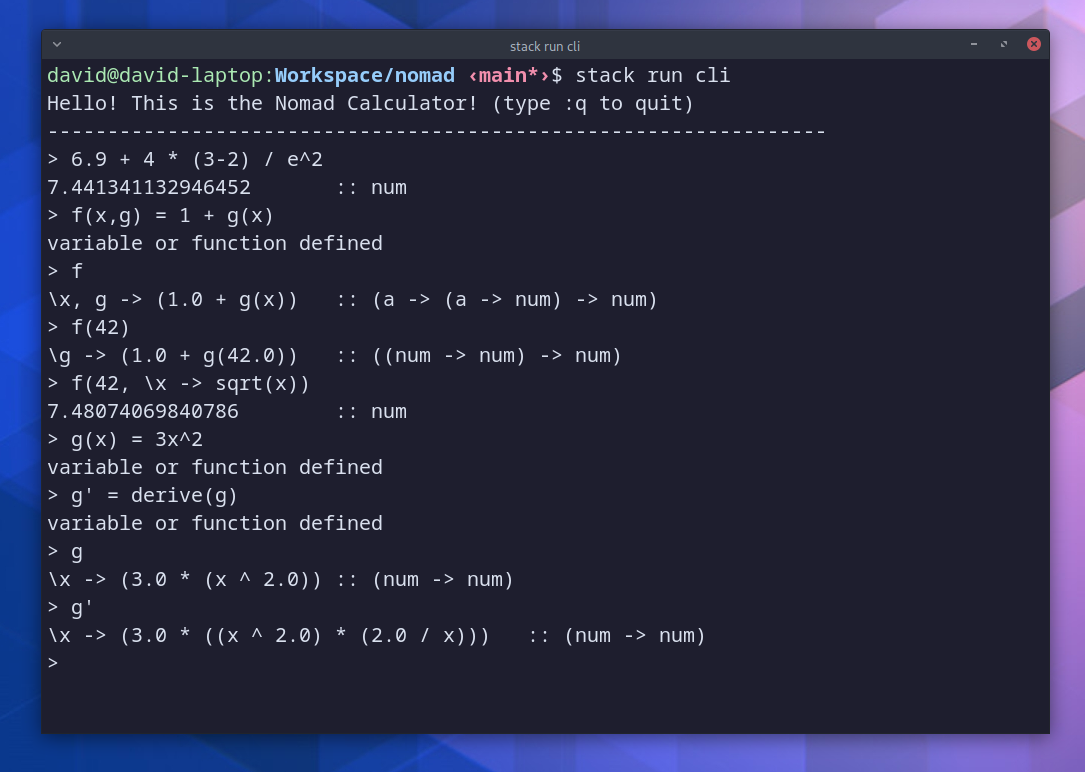 stack run cli
david@david-laptop:Workspace/nomad ‹main*›$ stack run cli
Hello! This is the Nomad Calculator! (type :q to quit)
-----------------------------------------------------------------
> 6.9 + 4 * (3-2) / e^2
7.441341132946452       :: num
> f(x,g) = 1 + g(x)
variable or function defined
> f
\x, g -> (1.0 + g(x))   :: (a -> (a -> num) -> num)
> f(42)
\g -> (1.0 + g(42.0))   :: ((num -> num) -> num)
> f(42, \x -> sqrt(x))
7.48074069840786        :: num
> g(x) = 3x^2
variable or function defined
> g' = derive(g)
variable or function defined
> g
\x -> (3.0 * (x ^ 2.0)) :: (num -> num)
> g'
\x -> (3.0 * ((x ^ 2.0) * (2.0 / x)))   :: (num -> num)
>